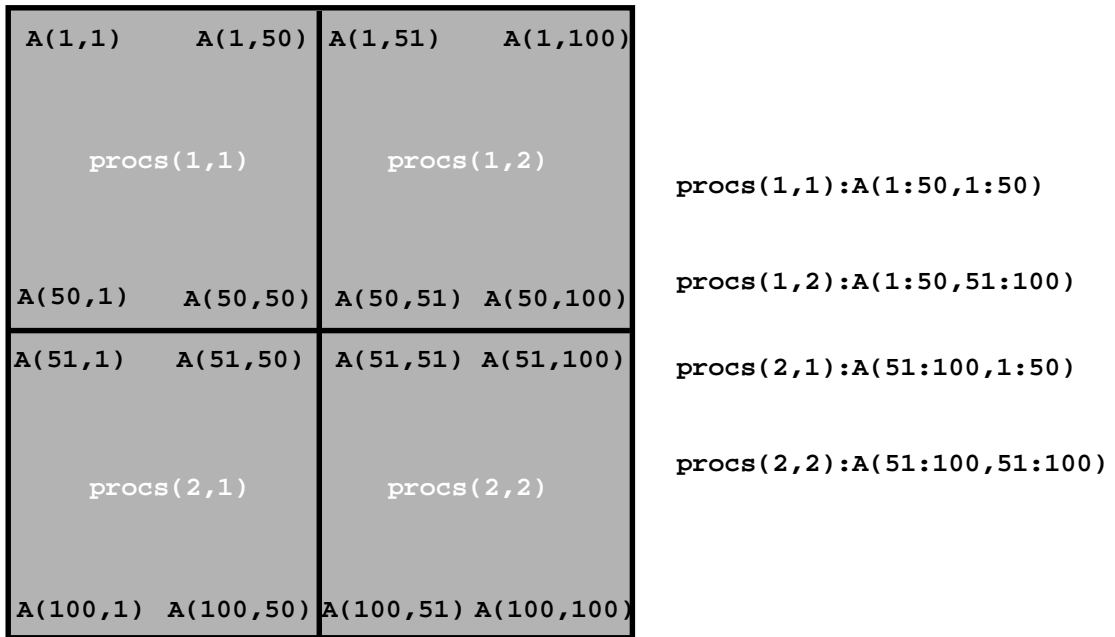 A(1,1) A(1,50) A(1,51) A(1,100)
procs(1,1) procs(1,2)
A(50,1) A(50,50) A(50,51) A(50,100)
A(51,1) A(51,50) A(51,51) A(51,100)
procs(2,1) procs(2,2)
A(100,1) A(100,50) A(100,51) A(100,100)
procs(1,1):A(1:50,1:50)
procs(1,2):A(1:50,51:100)
procs(2,1):A(51:100,1:50)
procs(2,2):A(51:100,51:100)